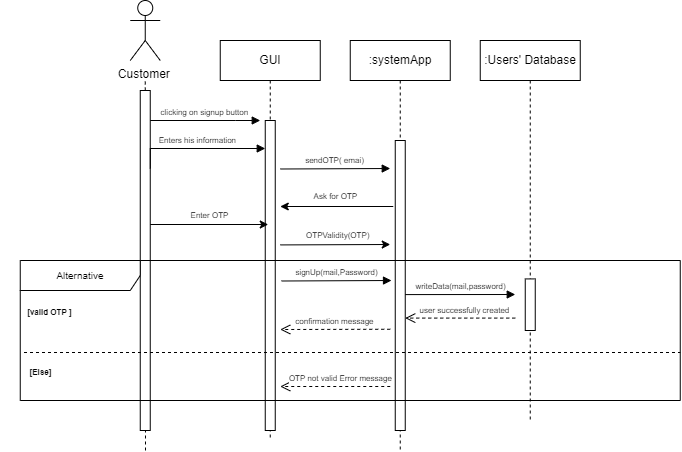 Customer
GUI
:systemApp
:Users' Database
clicking on signup button
Enters his information
sendOTP( emai)
Ask for OTP
Enter OTP
OTPValidity(OTP)
Alternative
signUp(mail,Password)
writeData(mail,password)
[valid OTP ]
user successfully created
confirmation message
[Else]
OTP not valid Error message